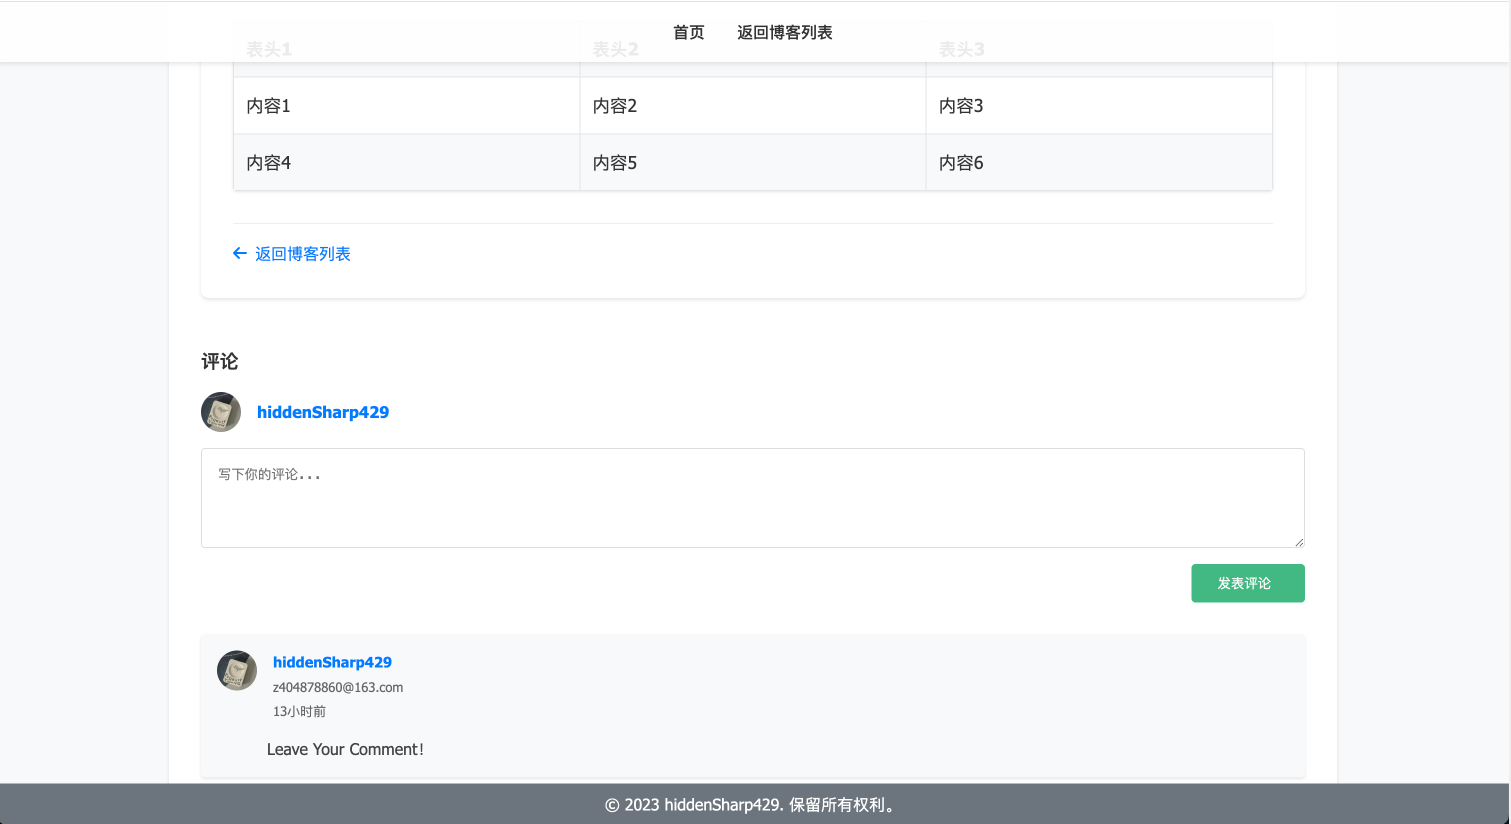 首页 返回博客列表
表头1 表头2 表头3
内容1 内容2 内容3
内容4 内容5 内容6
返回博客列表
评论
hiddenSharp429
写下你的评论...
发表评论
hiddenSharp429
z404878860@163.com
13小时前
Leave Your Comment!
© 2023 hiddenSharp429. 保留所有权利。